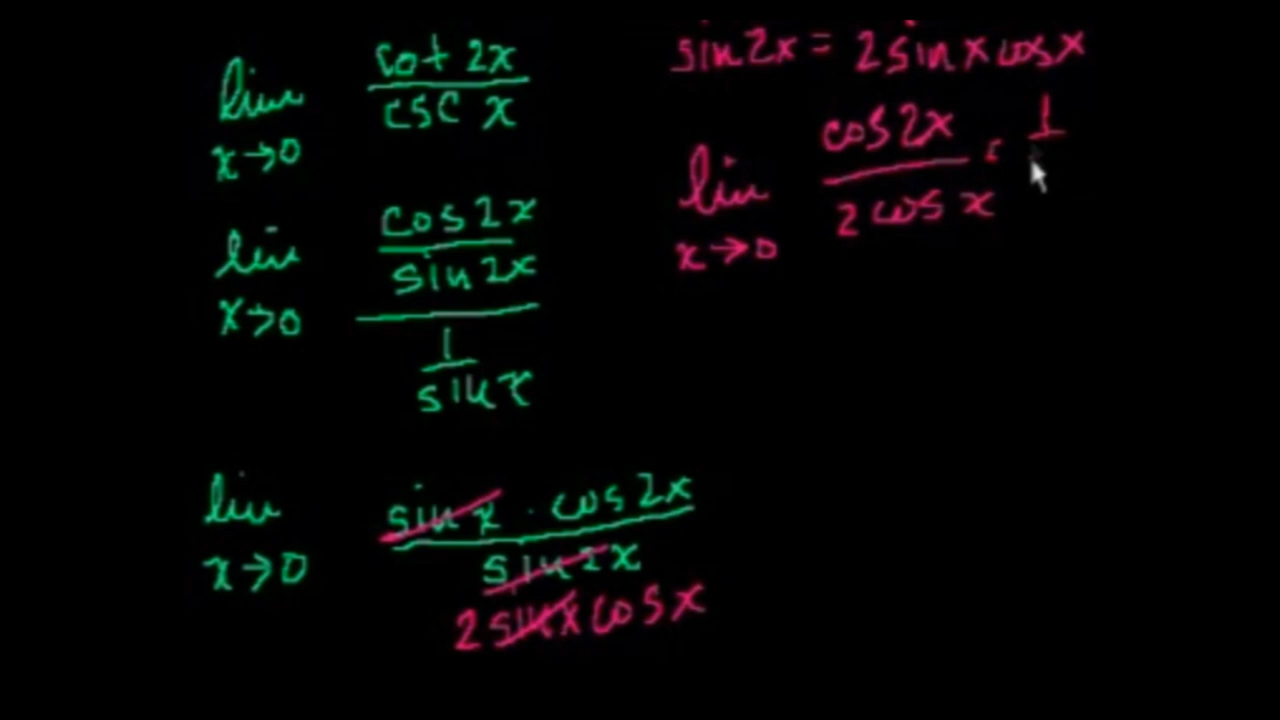 lim x→0 cot 2x / csc x
lim x→0 (cos 2x / sin 2x) / (1 / sin x)
lim x→0 sin x · cos 2x / sin 2x
2 sin x cos x
sin 2x = 2 sin x cos x
lim x→0 cos 2x / 2 cos x = 1